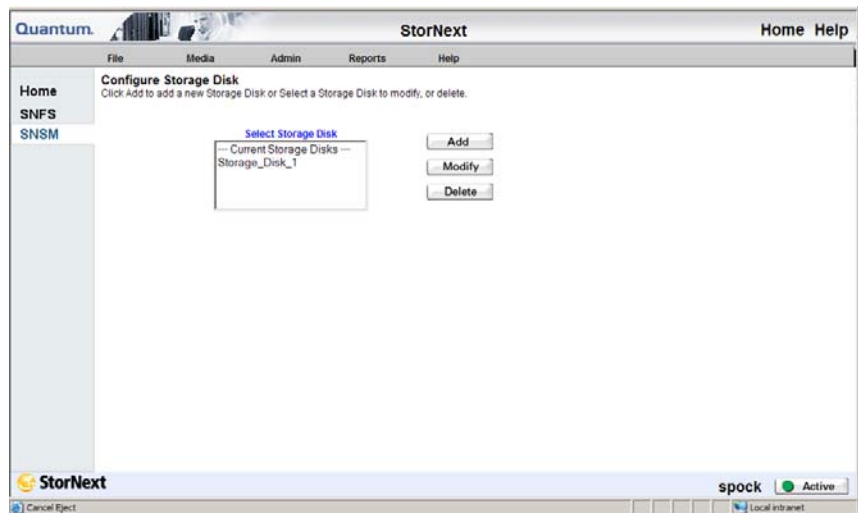 Quantum. StorNext Home Help
File Media Admin Reports Help
Home
SNFS
SNSM
Configure Storage Disk
Click Add to add a new Storage Disk or Select a Storage Disk to modify, or delete.
Select Storage Disk
--- Current Storage Disks ---
Storage_Disk_1
Add
Modify
Delete
StorNext
spock Active
Cancel Eject Local intranet